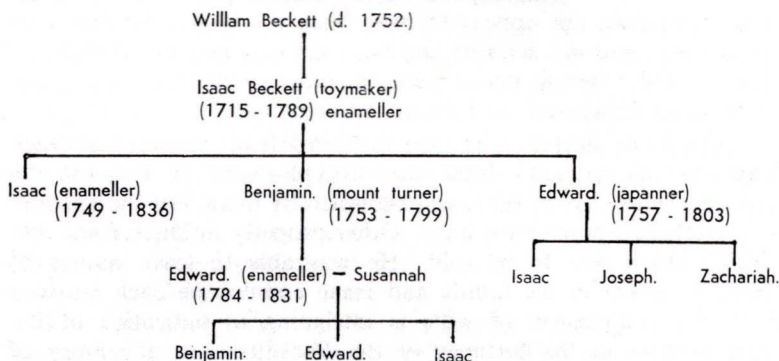 Willlam Beckett (d. 1752.)
Isaac Beckett (toymaker)
(1715 - 1789) enameller
Isaac (enameller)
(1749 - 1836)
Benjamin. (mount turner)
(1753 - 1799)
Edward. (japanner)
(1757 - 1803)
Edward. (enameller) – Susannah
(1784 - 1831)
Isaac Joseph. Zachariah.
Benjamin. Edward. Isaac